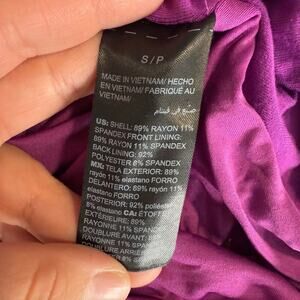 S/P
MADE IN VIETNAM/ HECHO
EN VIETNAM/ FABRIQUÉ AU
VIETNAM/
صنع في فيتنام
US: SHELL: 89% RAYON 11%
SPANDEX FRONT LINING:
89% RAYON 11% SPANDEX
BACK LINING: 92%
POLYESTER 8% SPANDEX
MX: TELA EXTERIOR: 89%
rayón 11% elastano FORRO
DELANTERO: 89% rayón
11% elastano FORRO
POSTERIOR: 92% poliéster
8% elastano CA: ÉTOFFE
EXTÉRIEURE: 89%
RAYONNE 11% SPANDEX
DOUBLURE AVANT: 89%
RAYONNE 11% SPANDEX
DOUBLURE ARRIÈRE: